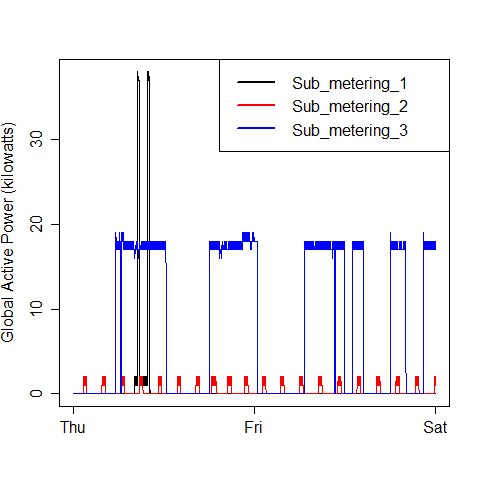 Sub_metering_1
Sub_metering_2
Sub_metering_3
Global Active Power (kilowatts)
30
20
10
0
Thu Fri Sat